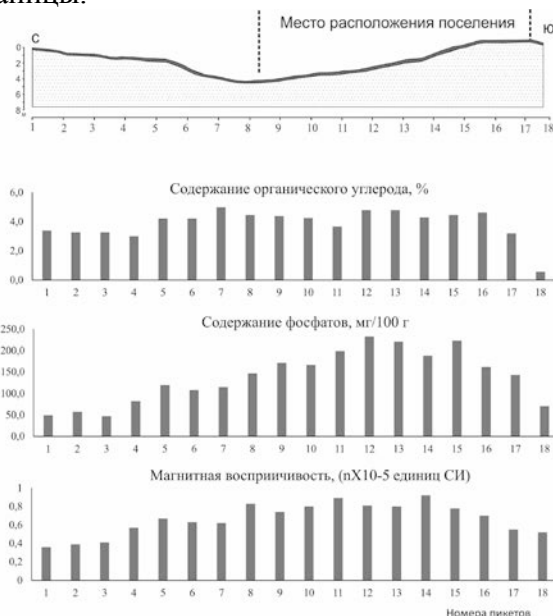 аницы.
Место расположения поселения
С
Ю
0
2
4
6
8
м
1 2 3 4 5 6 7 8 9 10 11 12 13 14 15 16 17 18
Содержание органического углерода, %
6,0
4,0
2,0
0,0
1 2 3 4 5 6 7 8 9 10 11 12 13 14 15 16 17 18
Содержание фосфатов, мг/100 г
250,0
200,0
150,0
100,0
50,0
0,0
1 2 3 4 5 6 7 8 9 10 11 12 13 14 15 16 17 18
Магнитная восприичивость, (nX10-5 единиц СИ)
1
0,8
0,6
0,4
0,2
0
1 2 3 4 5 6 7 8 9 10 11 12 13 14 15 16 17 18
Номера пикетов